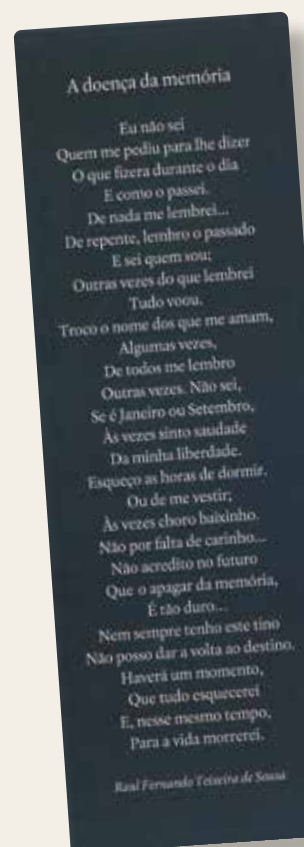 A doença da memória
Eu não sei
Quem me pediu para lhe dizer
O que fizera durante o dia
E como o passei.
De nada me lembrei...
De repente, lembro o passado
E sei quem sou;
Outras vezes do que lembrei
Tudo voou.
Troco o nome dos que me amam,
Algumas vezes,
De todos me lembro
Outras vezes. Não sei,
Se é Janeiro ou Setembro,
Às vezes sinto saudade
Da minha liberdade.
Esqueço as horas de dormir.
Ou de me vestir;
Às vezes choro baixinho.
Não por falta de carinho...
Não acredito no futuro
Que o apagar da memória,
É tão duro...
Nem sempre tenho este tino
Não posso dar a volta ao destino.
Haverá um momento,
Que tudo esquecerei
E, nesse mesmo tempo,
Para a vida morrerei.
Raul Fernando Teixeira de Sousa